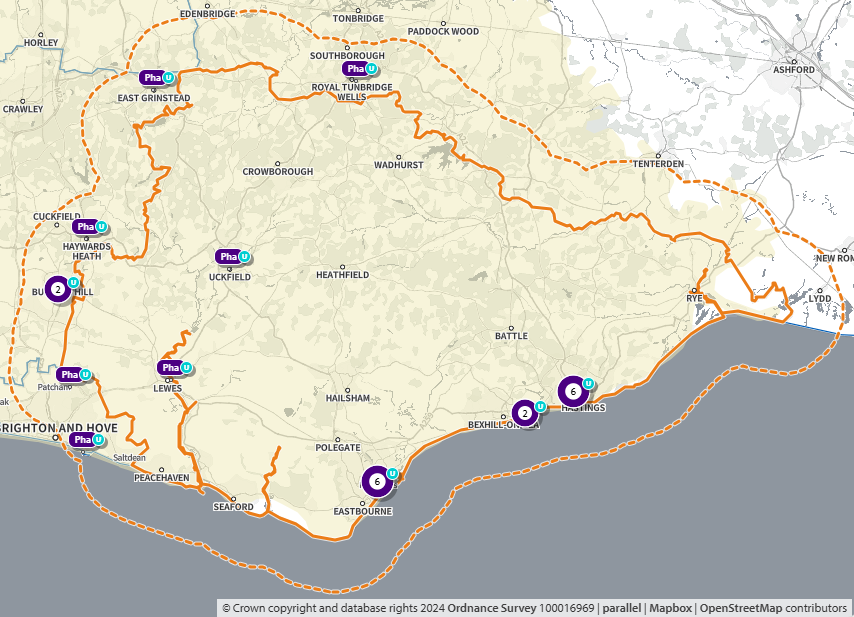 EDENBRIDGE
TONBRIDGE
PADDOCK WOOD
HORLEY
SOUTHBOROUGH
ASHFORD
Pha U
Pha U
EAST GRINSTEAD
ROYAL TUNBRIDGE
WELLS
CRAWLEY
WADHURST
TENTERDEN
CROWBOROUGH
CUCKFIELD
Pha U
HAYWARDS
HEATH
Pha U
UCKFIELD
HEATHFIELD
NEW ROM
U
2
HILL
RYE
LYDD
BATTLE
Pha U
Pha U
LEWES
Patcham
U
6
HASTINGS
HAILSHAM
U
2
BEXHILL-O
BRIGHTON AND HOVE
Pha U
POLEGATE
Saltdean
PEACEHAVEN
U
6
SEAFORD
EASTBOURNE
© Crown copyright and database rights 2024 Ordnance Survey 100016969 | parallel | Mapbox | OpenStreetMap contributors